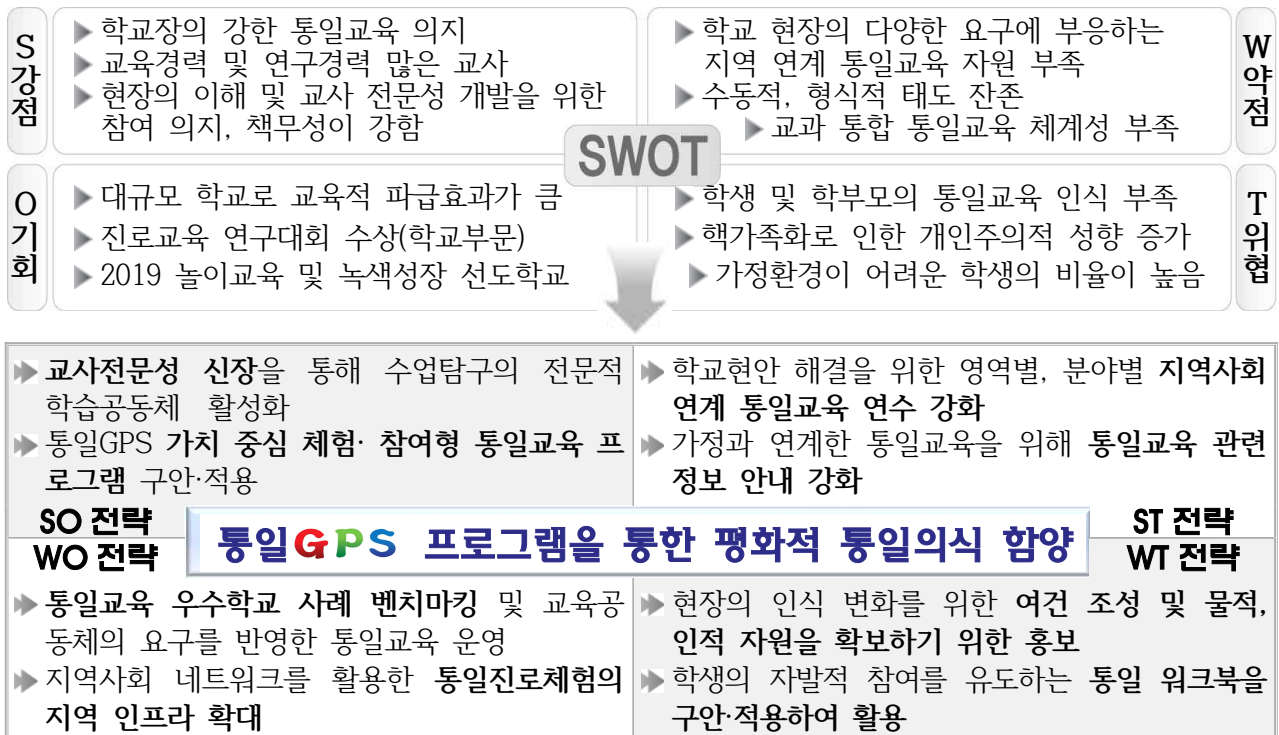 S
강
점
학교장의 강한 통일교육 의지
교육경력 및 연구경력 많은 교사
현장의 이해 및 교사 전문성 개발을 위한
참여 의지, 책무성이 강함
학교 현장의 다양한 요구에 부응하는
지역 연계 통일교육 자원 부족
수동적, 형식적 태도 잔존
교과 통합 통일교육 체계성 부족
W
약
점
SWOT
O
기
회
대규모 학교로 교육적 파급효과가 큼
진로교육 연구대회 수상(학교부문)
2019 놀이교육 및 녹색성장 선도학교
학생 및 학부모의 통일교육 인식 부족
핵가족화로 인한 개인주의적 성향 증가
가정환경이 어려운 학생의 비율이 높음
T
위
협
교사전문성 신장을 통해 수업탐구의 전문적
학습공동체 활성화
통일GPS 가치 중심 체험· 참여형 통일교육 프
로그램 구안·적용
학교현안 해결을 위한 영역별, 분야별 지역사회
연계 통일교육 연수 강화
가정과 연계한 통일교육을 위해 통일교육 관련
정보 안내 강화
SO 전략
WO 전략
통일GPS 프로그램을 통한 평화적 통일의식 함양
ST 전략
WT 전략
통일교육 우수학교 사례 벤치마킹 및 교육공
동체의 요구를 반영한 통일교육 운영
지역사회 네트워크를 활용한 통일진로체험의
지역 인프라 확대
현장의 인식 변화를 위한 여건 조성 및 물적,
인적 자원을 확보하기 위한 홍보
학생의 자발적 참여를 유도하는 통일 워크북을
구안·적용하여 활용